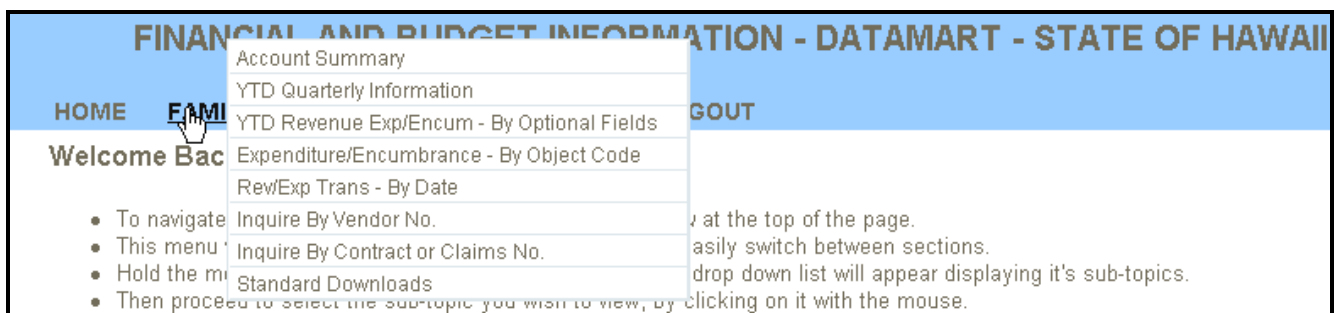 FINANCIAL AND BUDGET INFORMATION - DATAMART - STATE OF HAWAII
HOME FAMI GOUT
Account Summary
YTD Quarterly Information
YTD Revenue Exp/Encum - By Optional Fields
Expenditure/Encumbrance - By Object Code
Rev/Exp Trans - By Date
Inquire By Vendor No.
Inquire By Contract or Claims No.
Standard Downloads
Welcome Bac
To navigate at the top of the page.
This menu asily switch between sections.
Hold the m drop down list will appear displaying it's sub-topics.
Then proceed to select the sub-topic you wish to view, by clicking on it with the mouse.